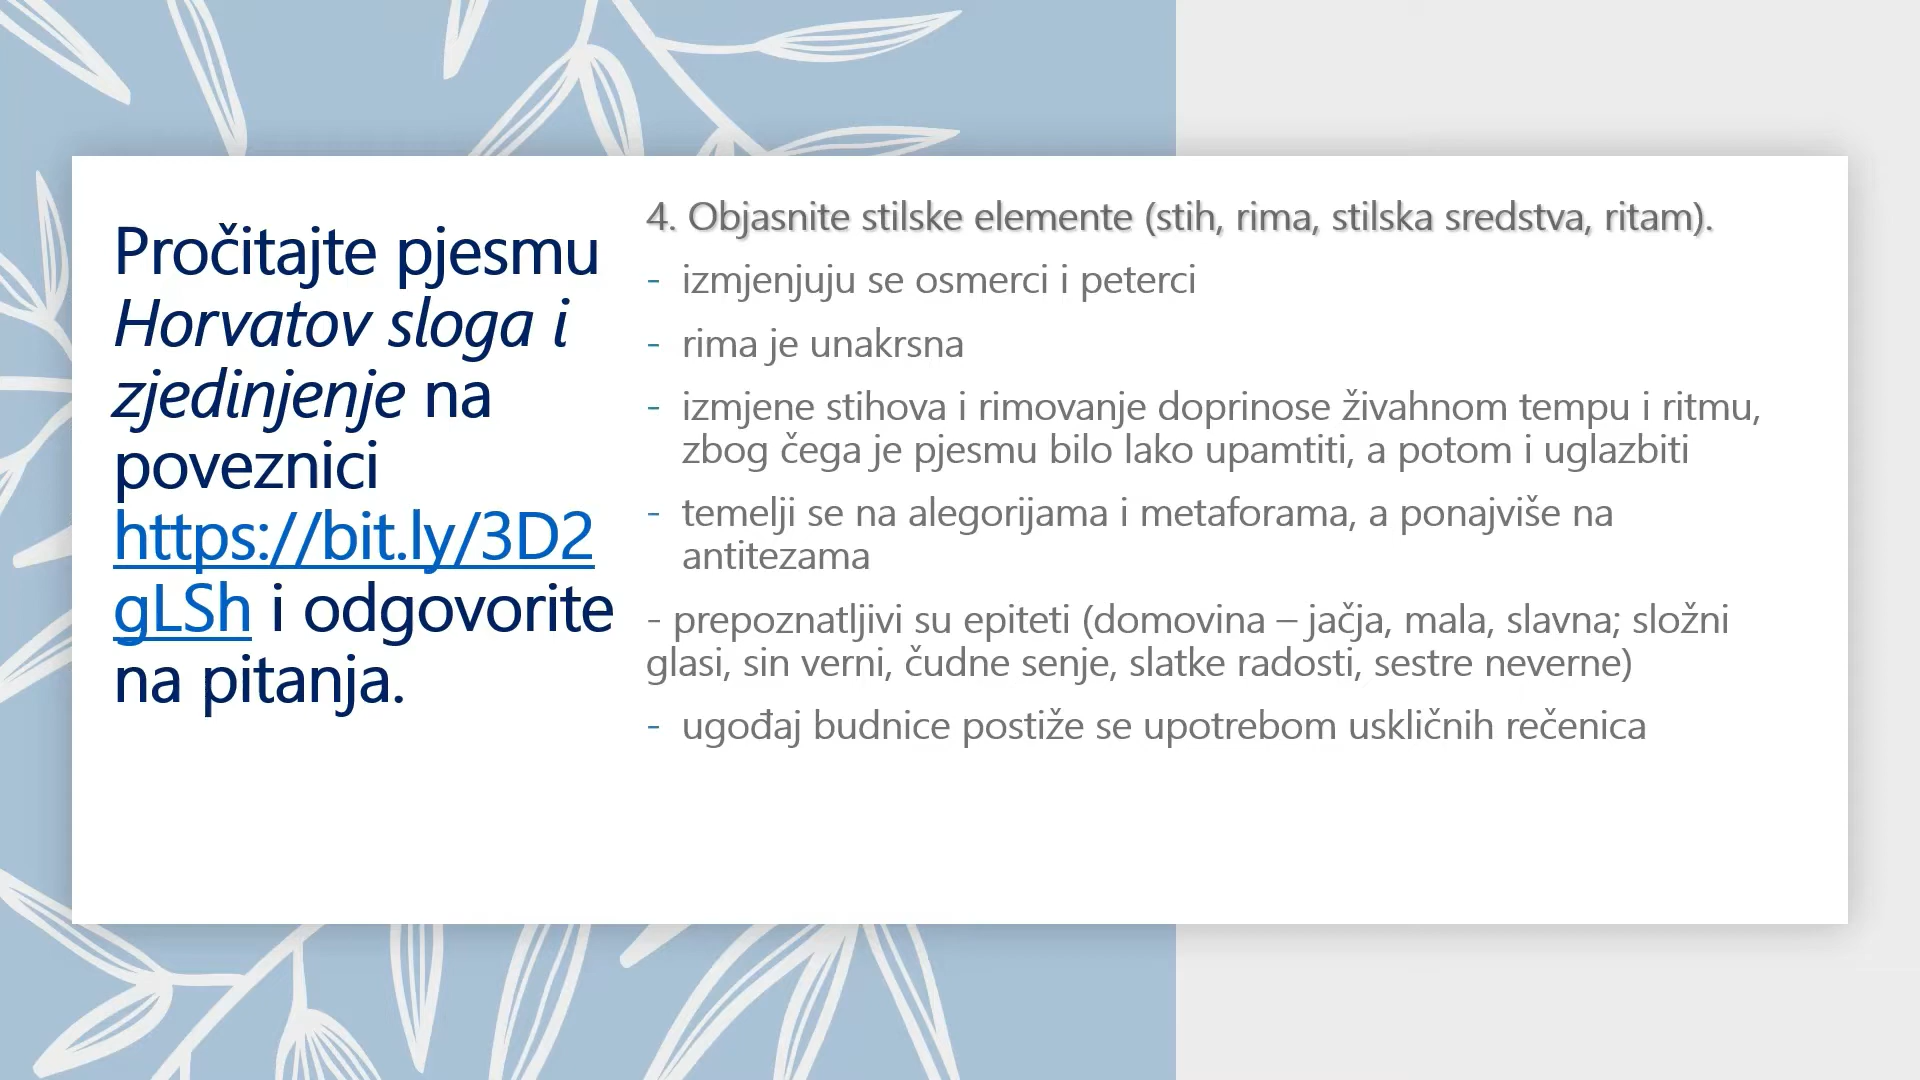 Pročitajte pjesmu
Horvatov sloga i
zjedinjenje na
poveznici
https://bit.ly/3D2
gLSh i odgovorite
na pitanja.
4. Objasnite stilske elemente (stih, rima, stilska sredstva, ritam).
- izmjenjuju se osmerci i peterci
- rima je unakrsna
- izmjene stihova i rimovanje doprinose živahnom tempu i ritmu,
zbog čega je pjesmu bilo lako upamtiti, a potom i uglazbiti
- temelji se na alegorijama i metaforama, a ponajviše na
antitezama
- prepoznatljivi su epiteti (domovina – jačja, mala, slavna; složni
glasi, sin verni, čudne senje, slatke radosti, sestre neverne)
- ugođaj budnice postiže se upotrebom uskličnih rečenica